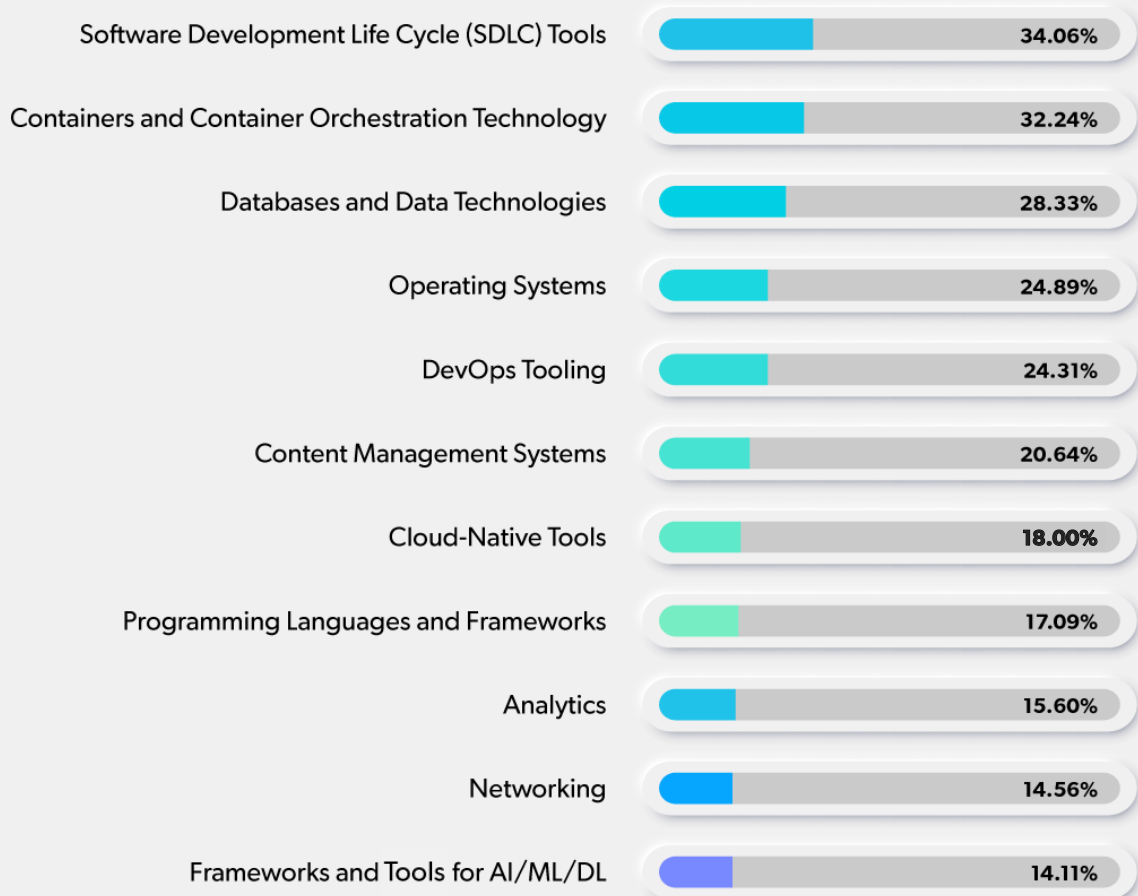 Software Development Life Cycle (SDLC) Tools 34.06%
Containers and Container Orchestration Technology 32.24%
Databases and Data Technologies 28.33%
Operating Systems 24.89%
DevOps Tooling 24.31%
Content Management Systems 20.64%
Cloud-Native Tools 18.00%
Programming Languages and Frameworks 17.09%
Analytics 15.60%
Networking 14.56%
Frameworks and Tools for AI/ML/DL 14.11%